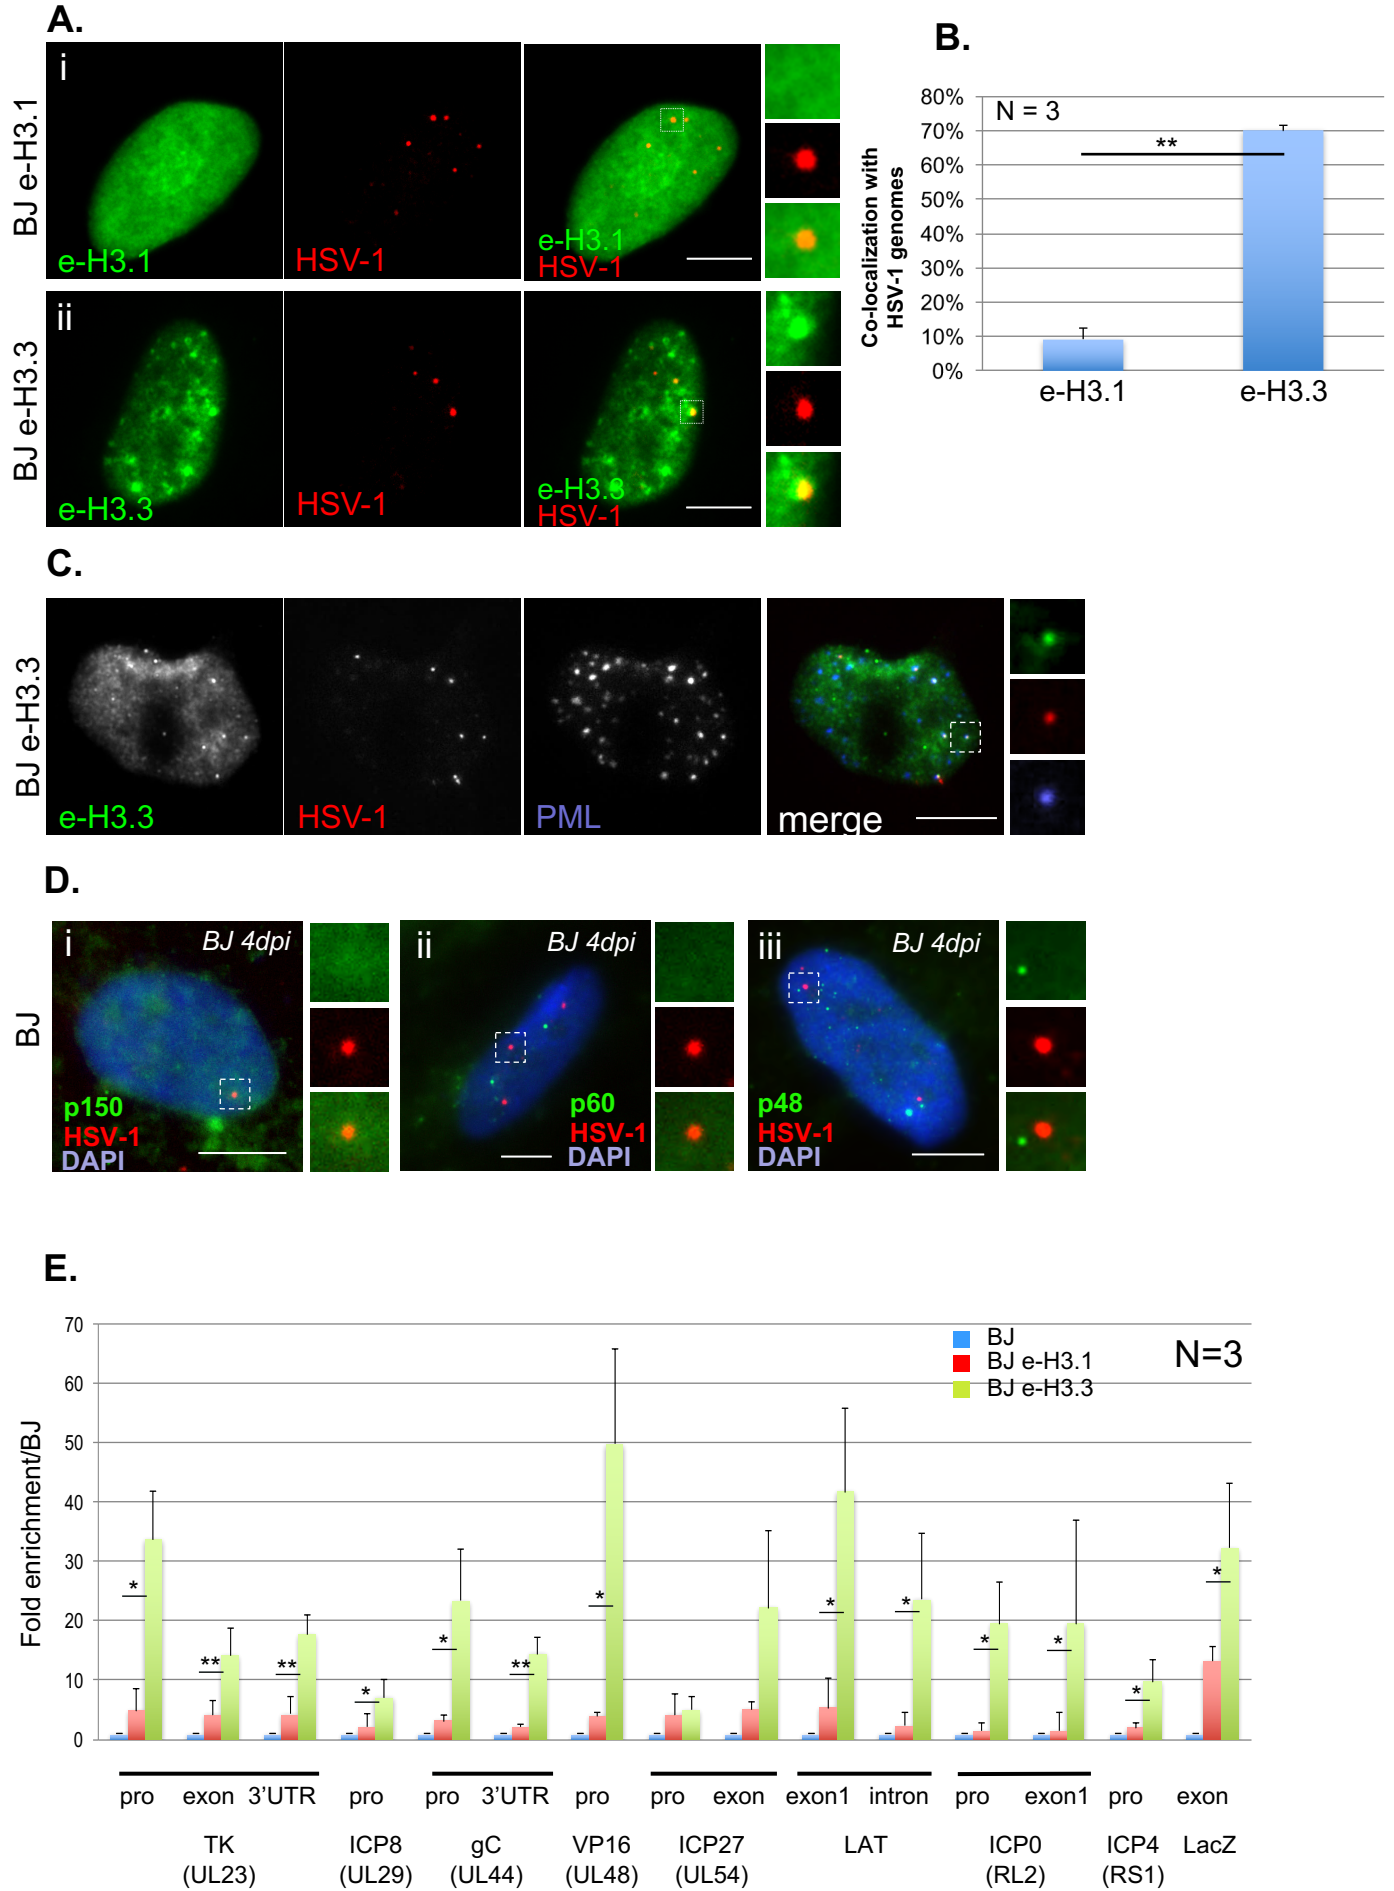 A.
B.
BJ e-H3.1
i
e-H3.1
HSV-1
e-H3.1
HSV-1
BJ e-H3.3
ii
e-H3.3
HSV-1
e-H3.3
HSV-1
80%
70%
60%
50%
40%
30%
20%
10%
0%
N = 3
**
Co-localization with
HSV-1 genomes
e-H3.1
e-H3.3
C.
BJ e-H3.3
e-H3.3
HSV-1
PML
merge
D.
BJ
i
BJ 4dpi
p150
HSV-1
DAPI
ii
BJ 4dpi
p60
HSV-1
DAPI
iii
BJ 4dpi
p48
HSV-1
DAPI
E.
Fold enrichment/BJ
70
60
50
40
30
20
10
0
BJ
BJ e-H3.1
BJ e-H3.3
N=3
* ** ** * * ** * * * * * * *
pro exon 3'UTR pro pro 3'UTR pro pro exon exon1 intron pro exon1 pro exon
TK ICP8 gC VP16 ICP27 LAT ICP0 ICP4 LacZ
(UL23) (UL29) (UL44) (UL48) (UL54) (RL2) (RS1)